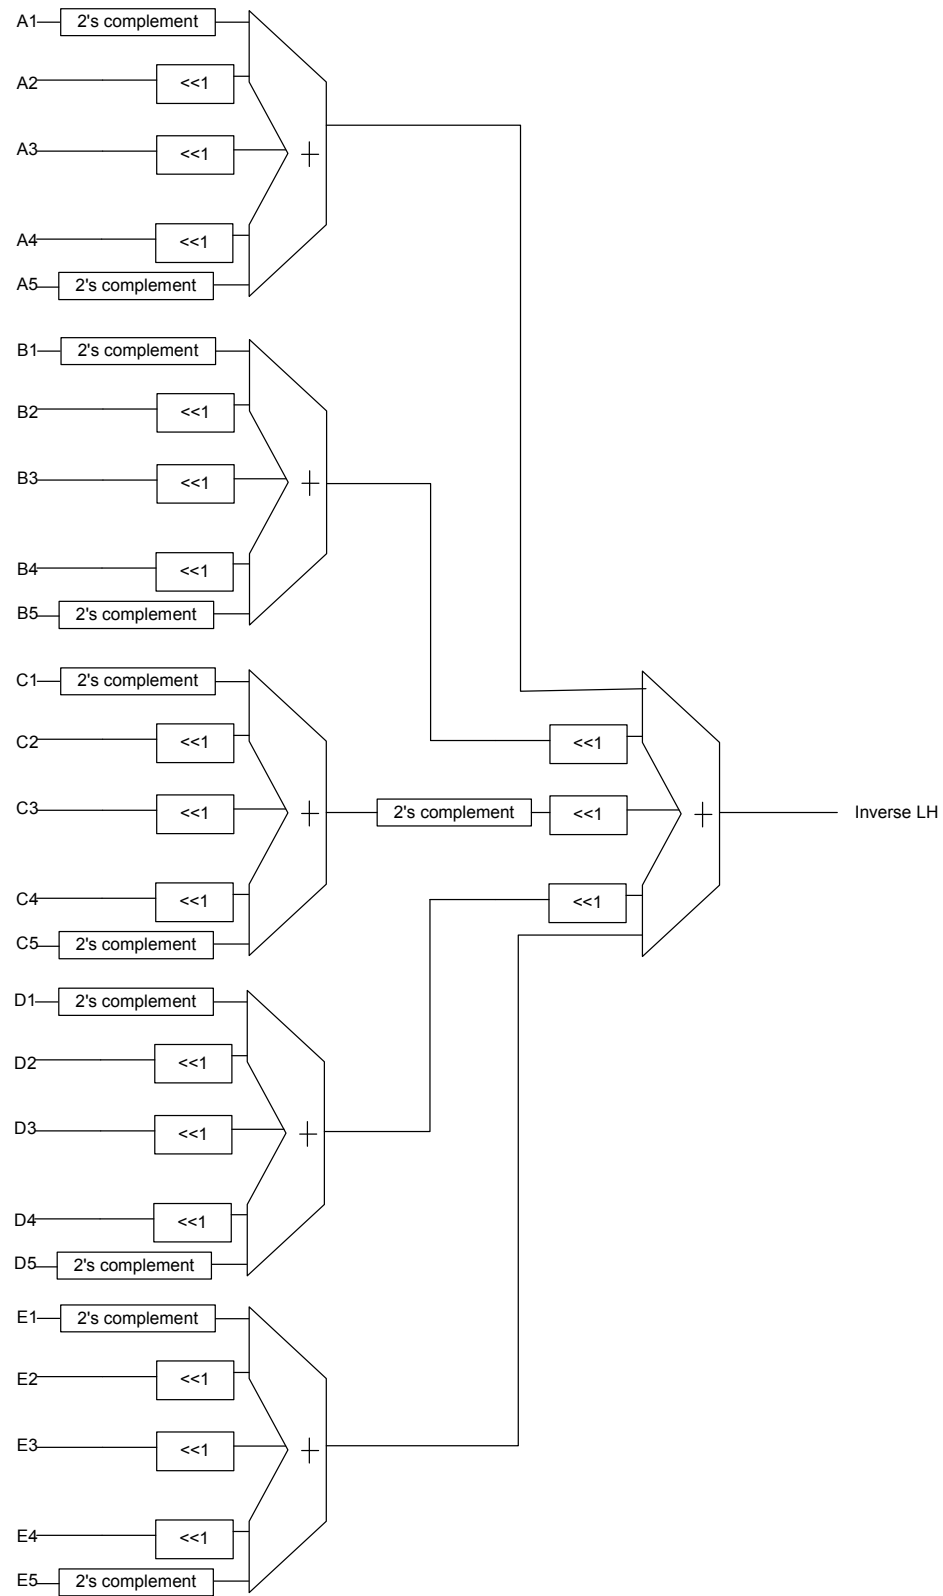 A1 2's complement
A2 <<1
A3 <<1
+
A4 <<1
A5 2's complement
B1 2's complement
B2 <<1
B3 <<1
+
B4 <<1
B5 2's complement
C1 2's complement
C2 <<1
<<1
C3 <<1
+
2's complement <<1
+
Inverse LH
C4 <<1
<<1
C5 2's complement
D1 2's complement
D2 <<1
D3 <<1
+
D4 <<1
D5 2's complement
E1 2's complement
E2 <<1
E3 <<1
+
E4 <<1
E5 2's complement